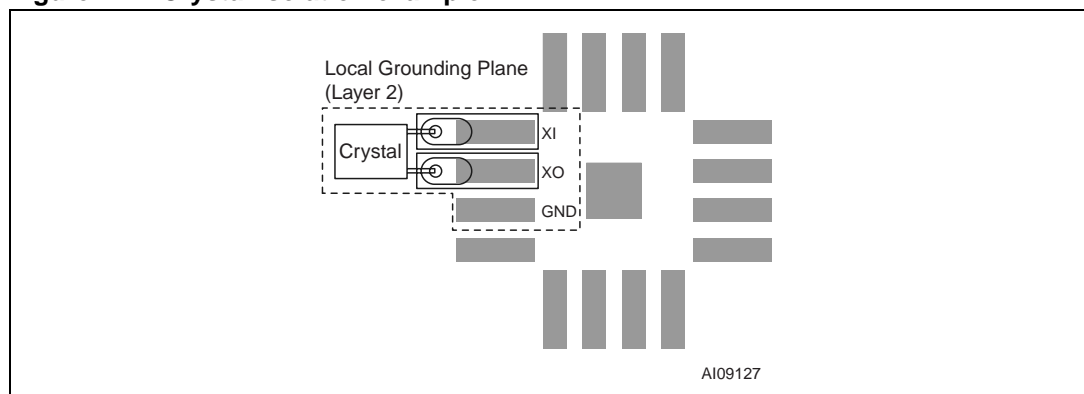 Local Grounding Plane
(Layer 2)
Crystal
XI
XO
GND
AI09127